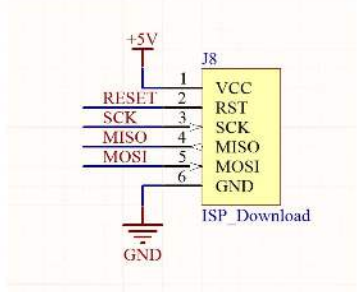 +5V
J8
1 VCC
RESET 2 RST
SCK 3 SCK
MISO 4 MISO
MOSI 5 MOSI
6 GND
ISP_Download
GND